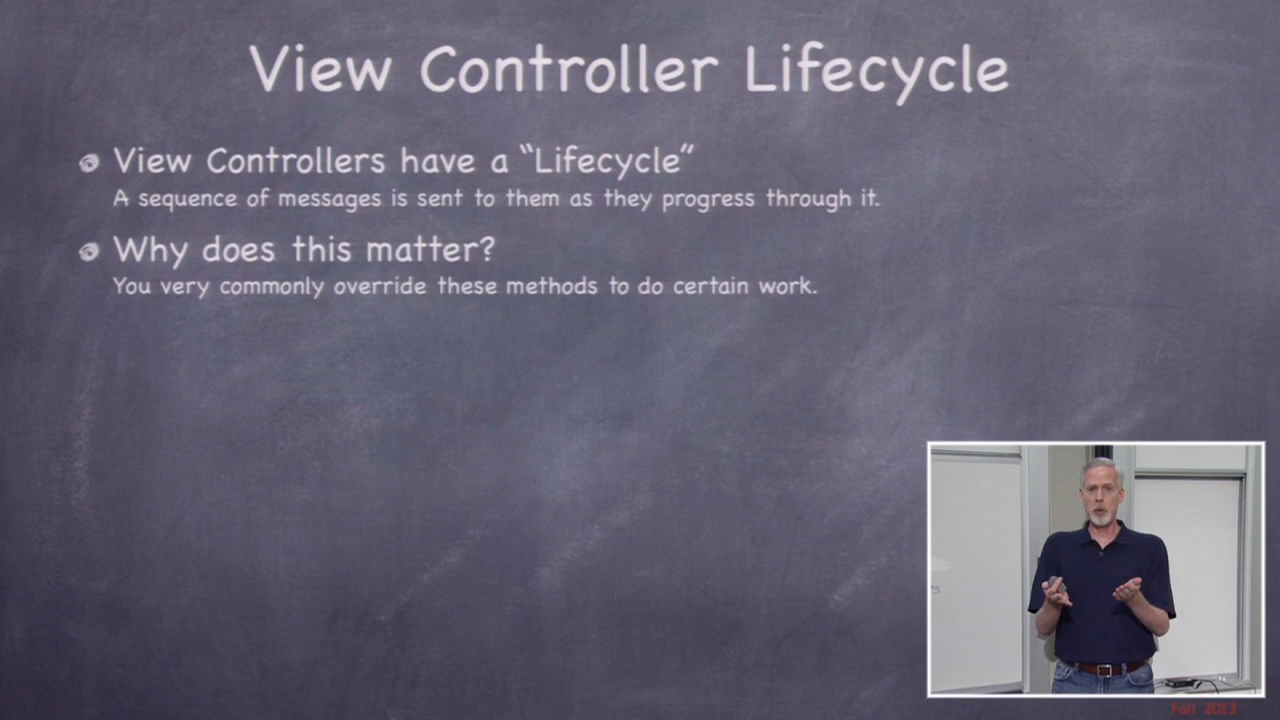 View Controller Lifecycle
View Controllers have a “Lifecycle”
A sequence of messages is sent to them as they progress through it.
Why does this matter?
You very commonly override these methods to do certain work.
Fall 2013